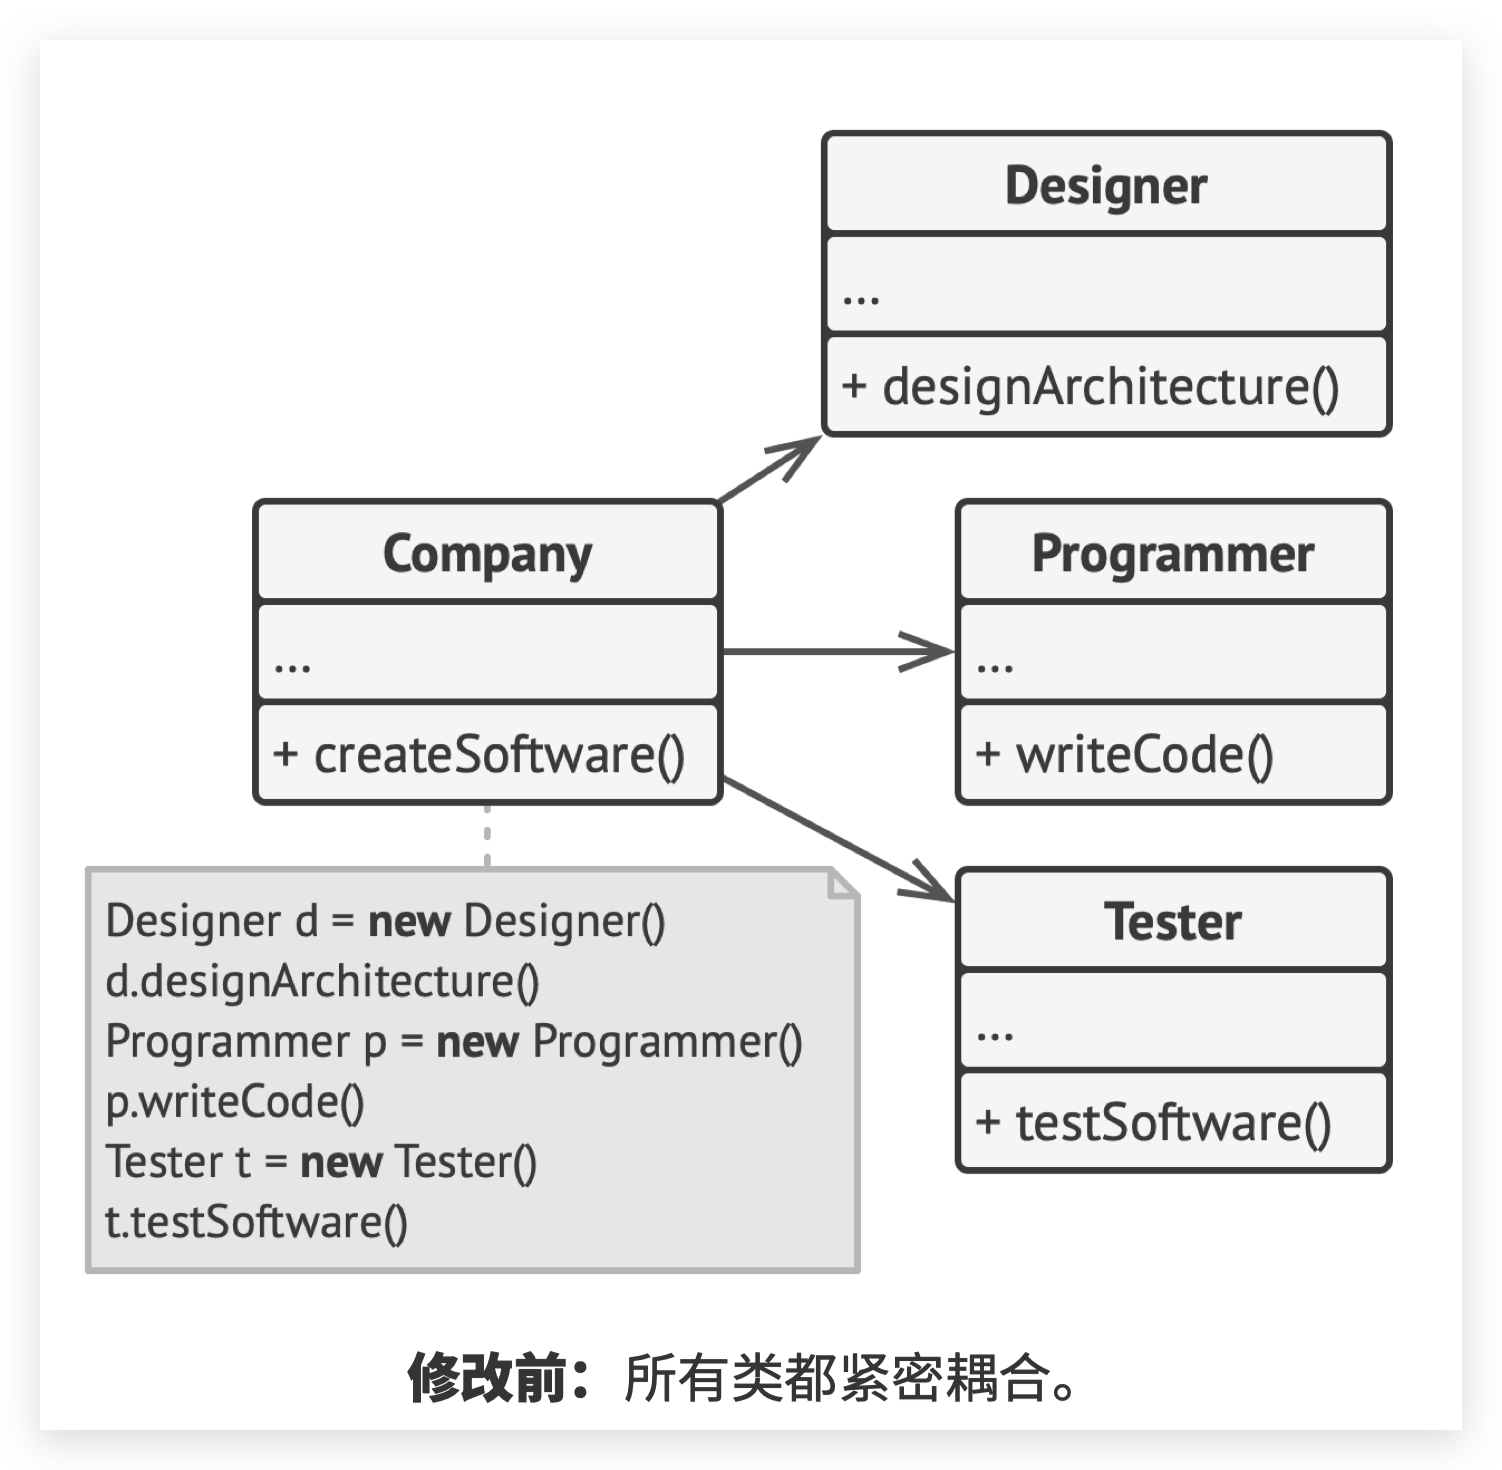 Designer
...
+ designArchitecture()
Company
...
+ createSoftware()
Programmer
...
+ writeCode()
Tester
...
+ testSoftware()
Designer d = new Designer()
d.designArchitecture()
Programmer p = new Programmer()
p.writeCode()
Tester t = new Tester()
t.testSoftware()
修改前：所有类都紧密耦合。